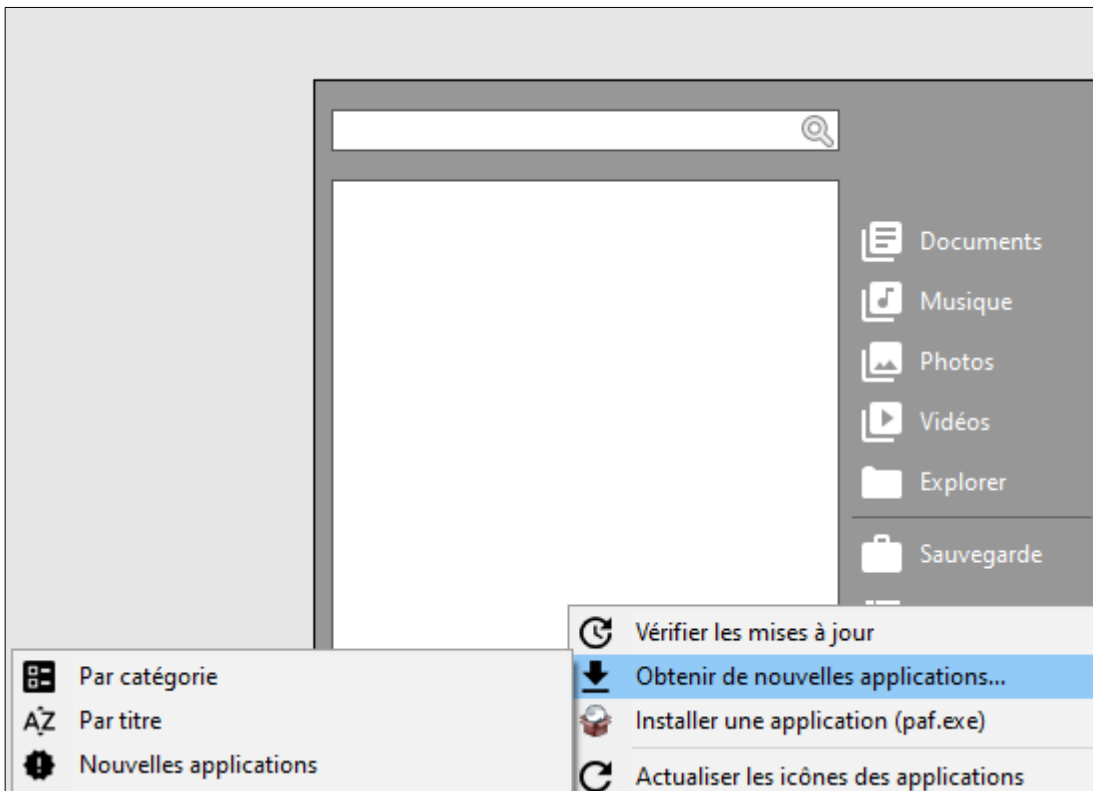 Documents
Musique
Photos
Vidéos
Explorer
Sauvegarde
Vérifier les mises à jour
Obtenir de nouvelles applications...
Installer une application (paf.exe)
Actualiser les icônes des applications
Par catégorie
Par titre
Nouvelles applications